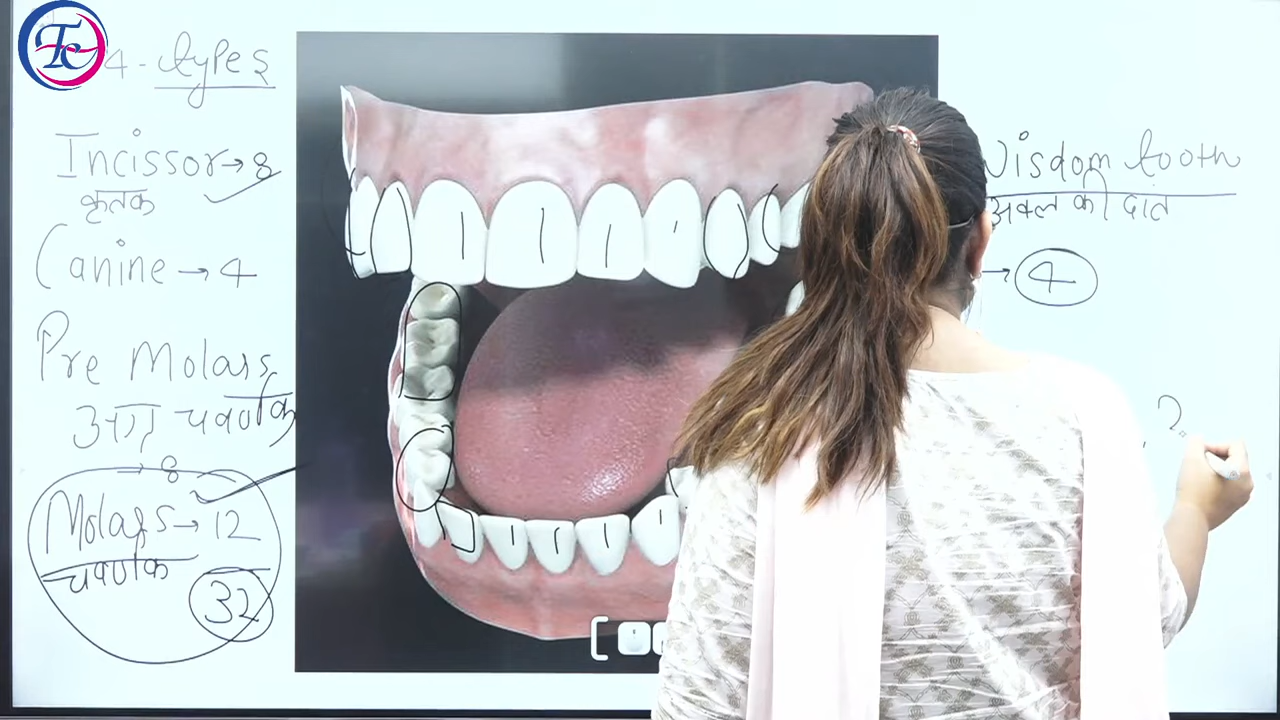 Tc
4 - types
Incissor → 8
कृतक
Canine → 4
Pre Molars
अग्र चवर्णक
→ 8
Molars → 12
चवर्णक
32
Wisdom tooth
अक्ल की दांत
→ 4
?